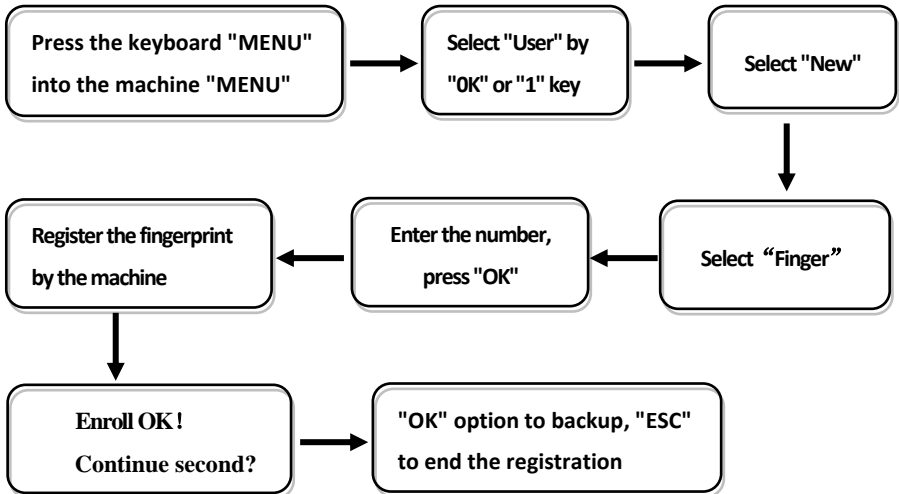 Press the keyboard "MENU"
into the machine "MENU"
Select "User" by
"0K" or "1" key
Select "New"
Select “Finger”
Enter the number,
press "OK"
Register the fingerprint
by the machine
Enroll OK!
Continue second?
"OK" option to backup, "ESC"
to end the registration